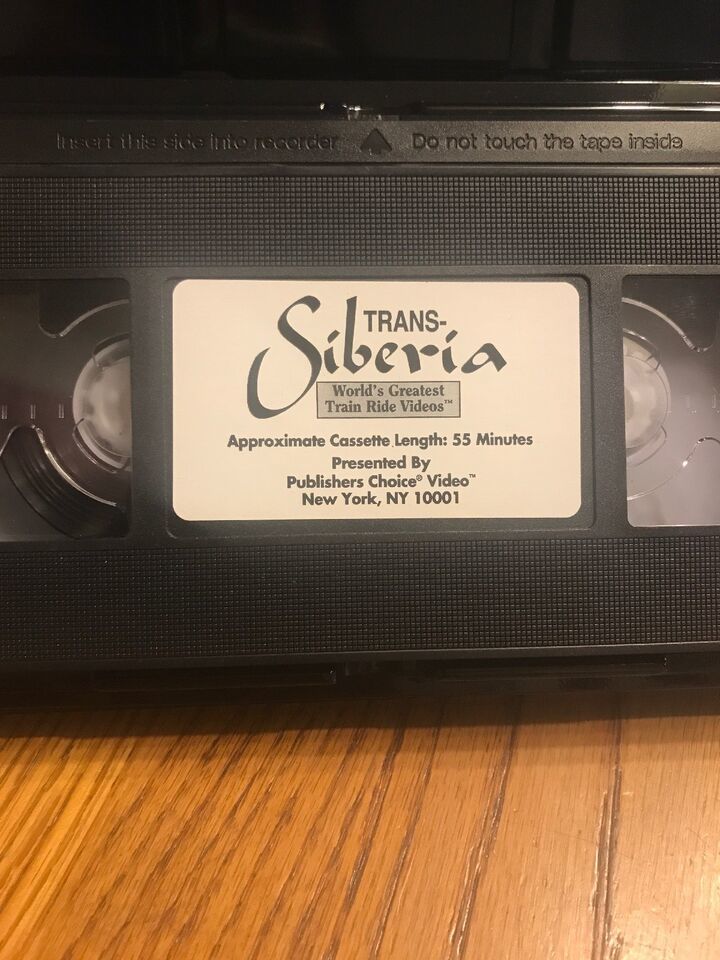 Insert this side into recorder ▲ Do not touch the tape inside
TRANS-
Siberia
World's Greatest
Train Ride Videos™
Approximate Cassette Length: 55 Minutes
Presented By
Publishers Choice® Video™
New York, NY 10001